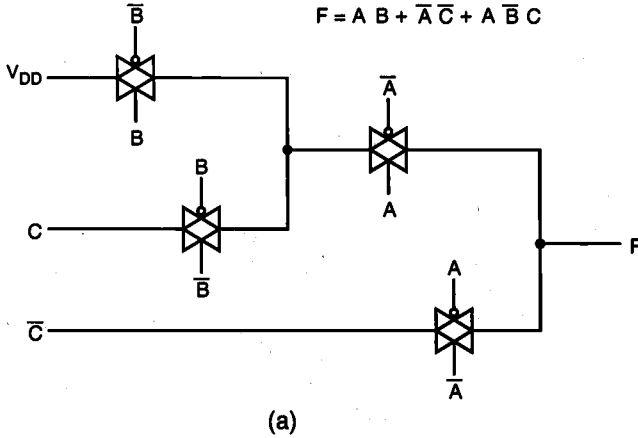 B̅
F = A B + A̅ C̅ + A B̅ C
V_DD
A̅
B
B
A
C
B̅
A
F
C̅
A̅
(a)